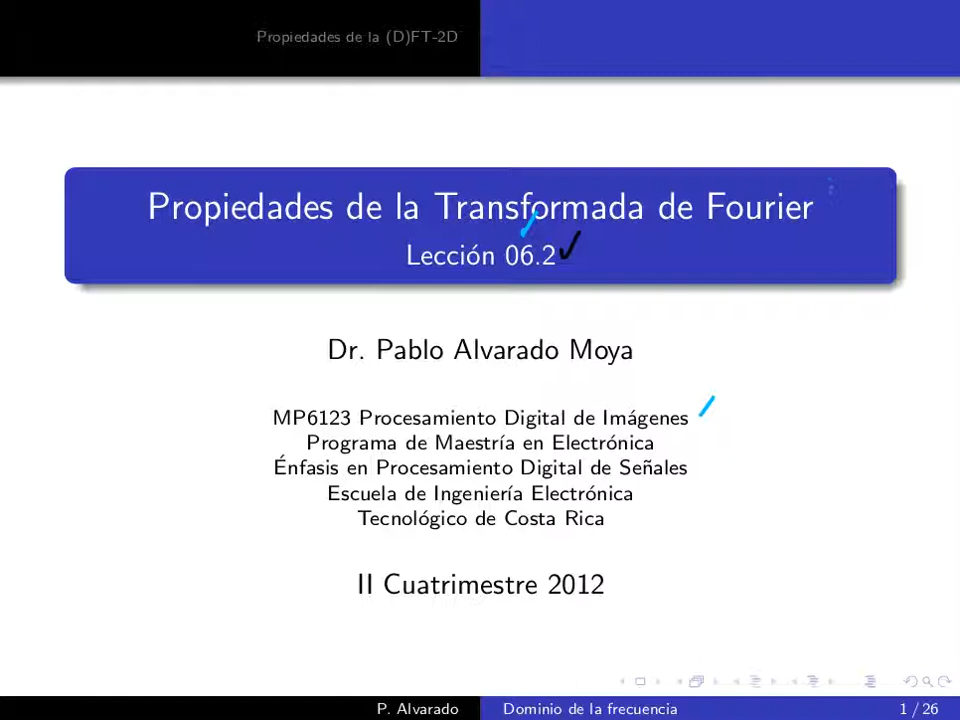 Propiedades de la (D)FT-2D
Propiedades de la Transformada de Fourier
Lección 06.2
Dr. Pablo Alvarado Moya
MP6123 Procesamiento Digital de Imágenes
Programa de Maestría en Electrónica
Énfasis en Procesamiento Digital de Señales
Escuela de Ingeniería Electrónica
Tecnológico de Costa Rica
II Cuatrimestre 2012
P. Alvarado Dominio de la frecuencia 1 / 26